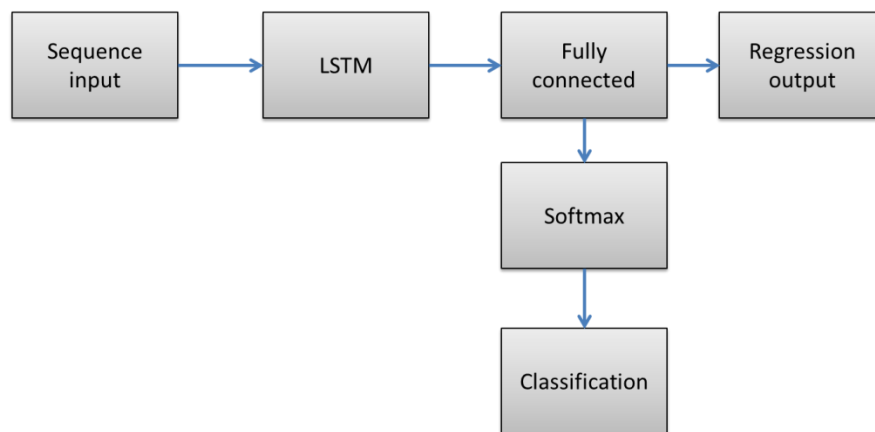 Sequence
input
LSTM
Fully
connected
Regression
output
Softmax
Classification